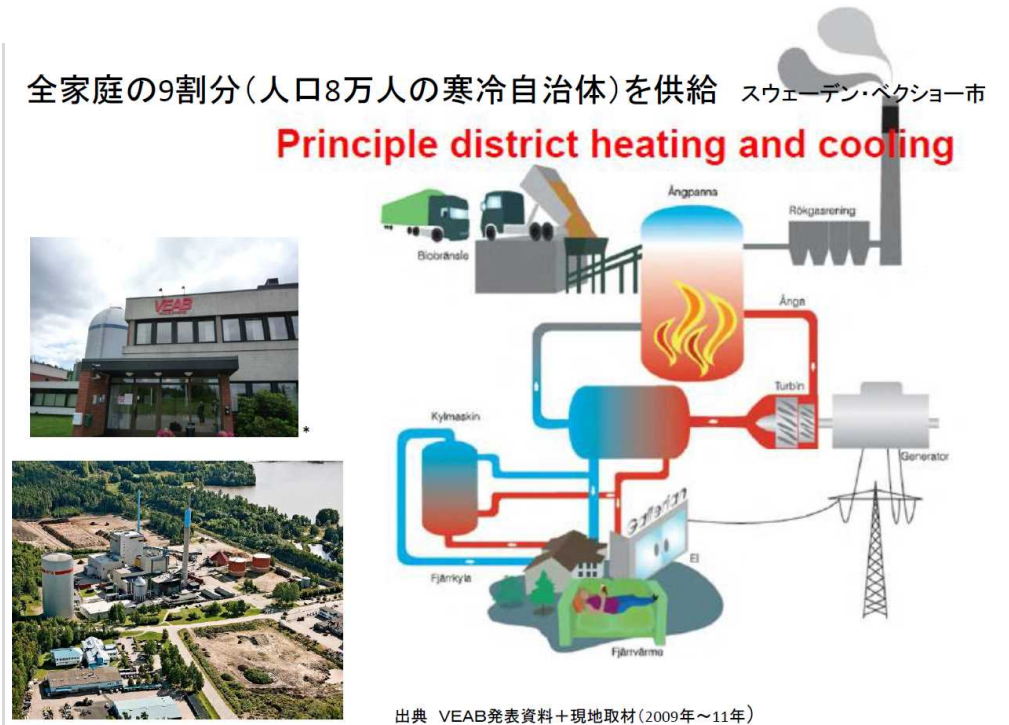 全家庭の9割分（人口8万人の寒冷自治体）を供給 スウェーデン・ベクショー市
Principle district heating and cooling
Ångpanna
Rökgasrening
Biobränsle
Ånga
VEAB
Turbin
Kylmaskin
*
Generator
Gallerian
El
Fjärrkyla
Fjärrvärme
出典 VEAB発表資料＋現地取材（2009年～11年）